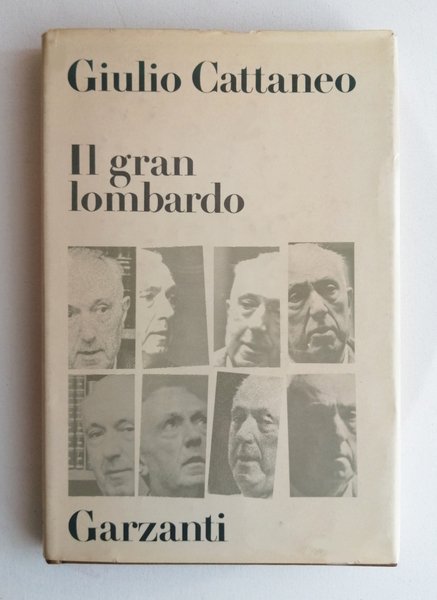 Giulio Cattaneo
Il gran
lombardo
Garzanti